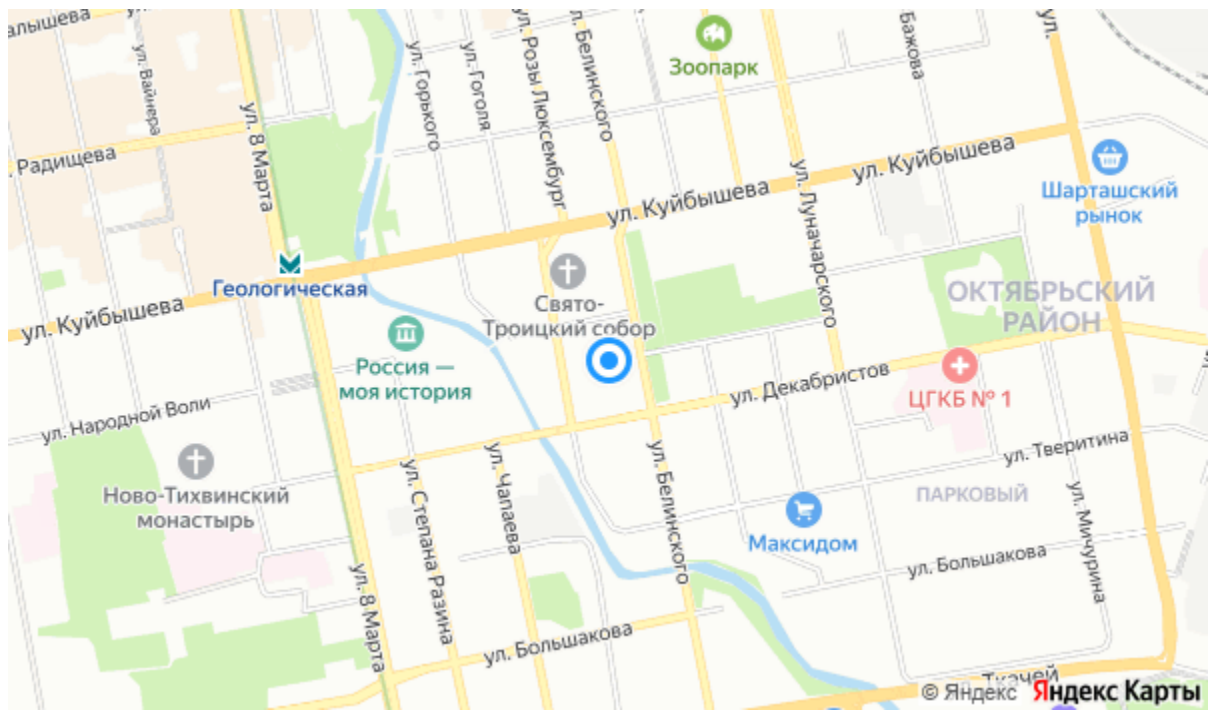 алышева
ул. Вайнера
. Радищева
ул. 8 Марта
ул. Горького
ул. Гоголя
ул. Розы Люксембург
ул. Белинского
Зоопарк
Бажова
ул.
ул. Куйбышева
ул. Куйбышева
ул. Луначарского
Шарташский
рынок
Геологическая
ул. Куйбышева
Свято-
Троицкий собор
Россия —
моя история
ОКТЯБРЬСКИЙ
РАЙОН
ул. Декабристов
ЦГКБ № 1
ул. Народной Воли
Ново-Тихвинский
монастырь
ул. Степана Разина
ул. Чапаева
ул. Белинского
ул. Тверитина
ПАРКОВЫЙ
Максидом
ул. Мичурина
ул. Большакова
ул. 8 Марта
ул. Большакова
Ткачей
© Яндекс Яндекс Карты